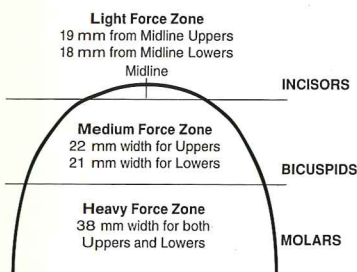 Light Force Zone
19 mm from Midline Uppers
18 mm from Midline Lowers
Midline
INCISORS
Medium Force Zone
22 mm width for Uppers
21 mm width for Lowers
BICUSPIDS
Heavy Force Zone
38 mm width for both
Uppers and Lowers
MOLARS